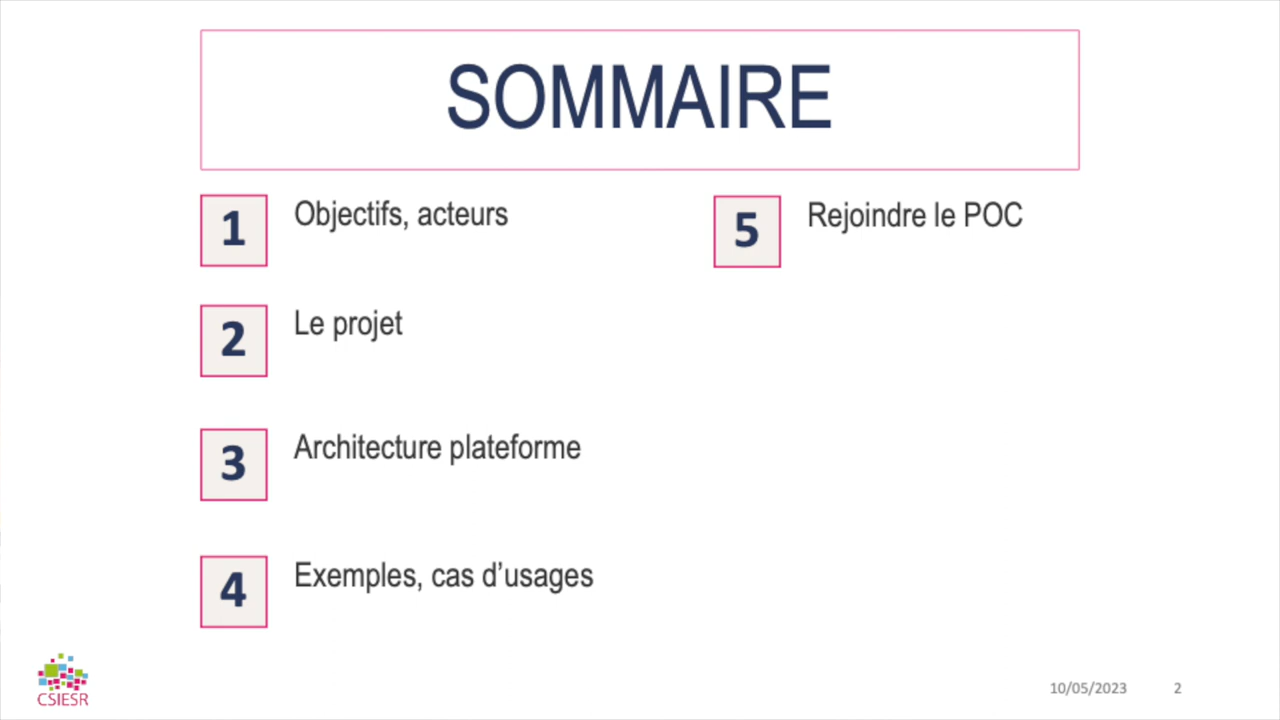 SOMMAIRE
1 Objectifs, acteurs
2 Le projet
3 Architecture plateforme
4 Exemples, cas d’usages
5 Rejoindre le POC
CSIESR
10/05/2023 2